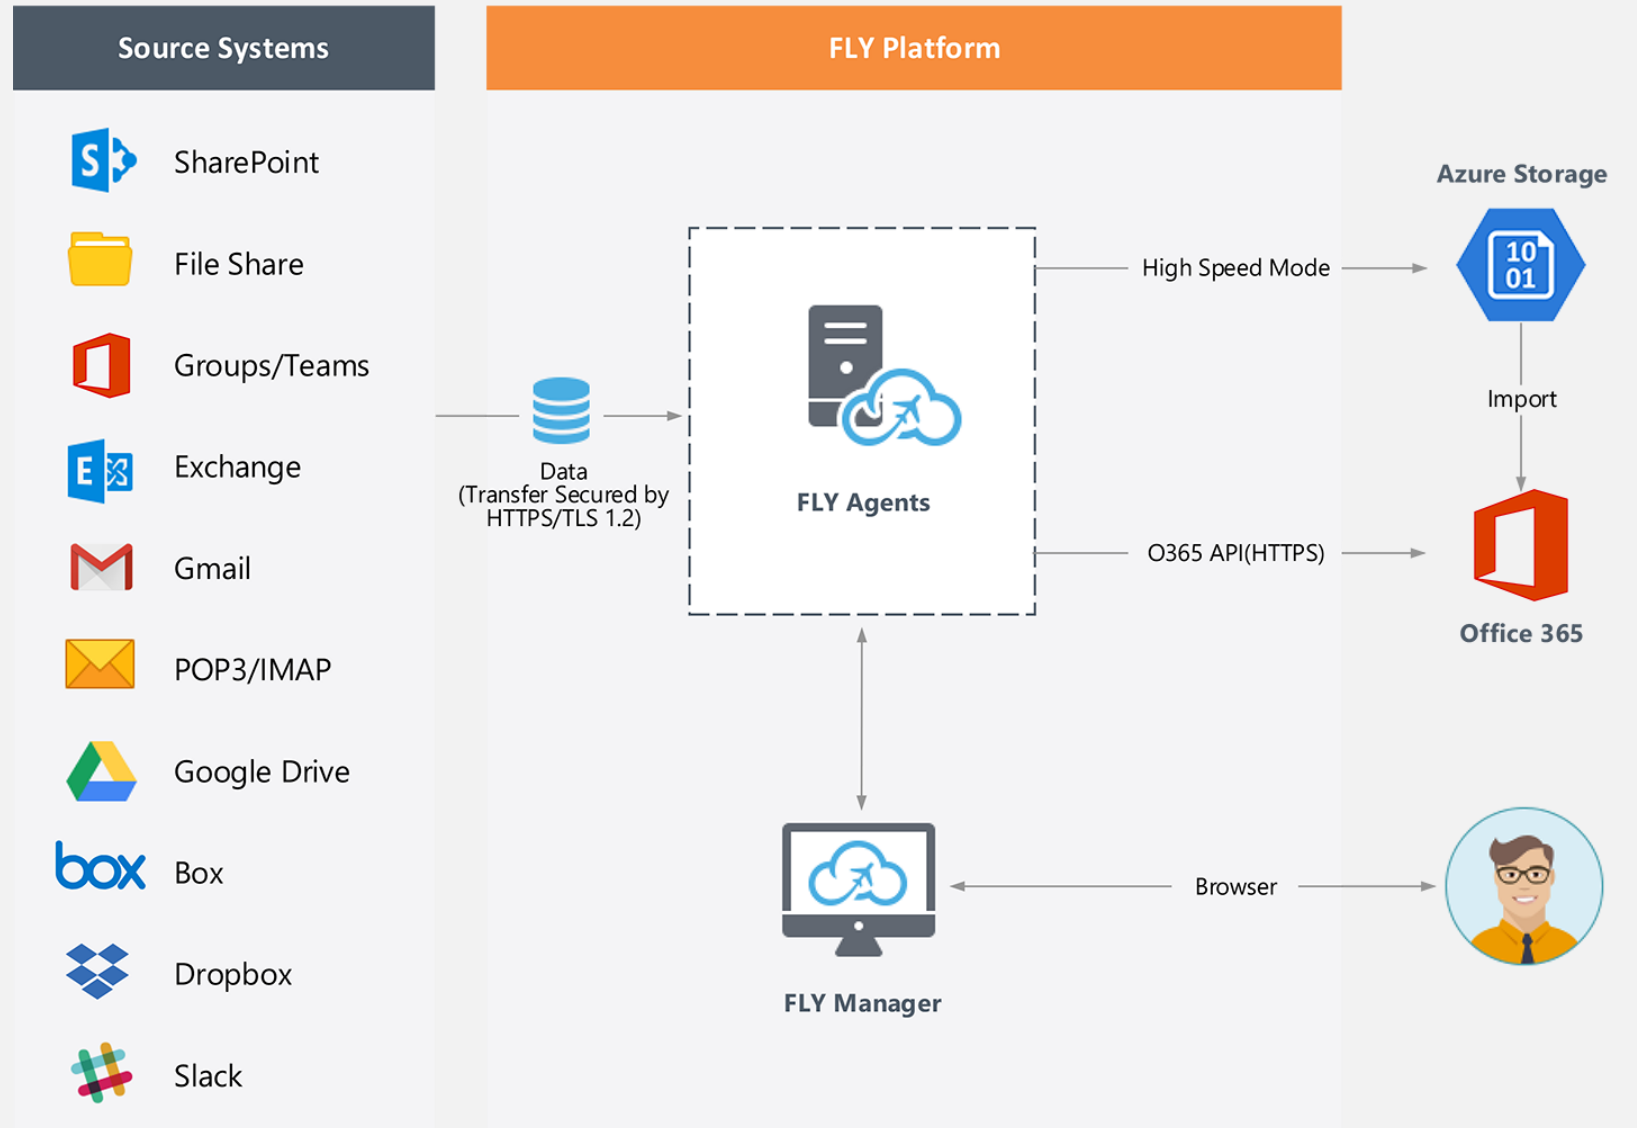 Source Systems
FLY Platform
SharePoint
File Share
Groups/Teams
Exchange
Gmail
POP3/IMAP
Google Drive
box
Box
Dropbox
Slack
Data
(Transfer Secured by
HTTPS/TLS 1.2)
FLY Agents
High Speed Mode
O365 API(HTTPS)
Azure Storage
10
01
Import
Office 365
FLY Manager
Browser
S
E